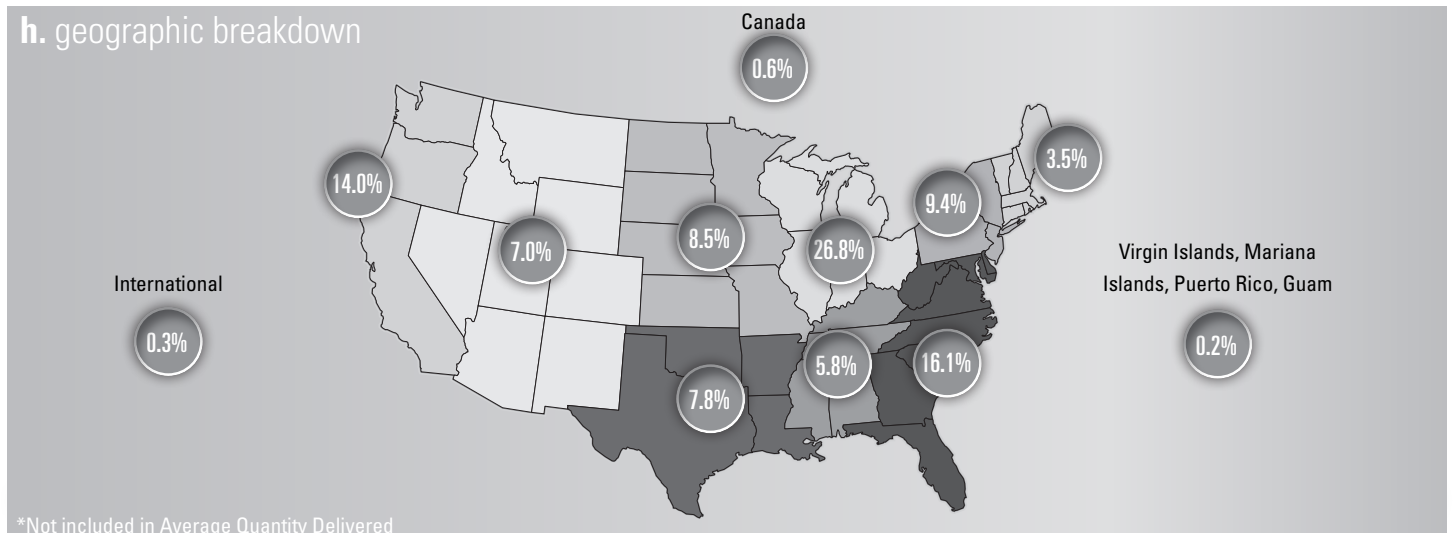 h. geographic breakdown
Canada
0.6%
3.5%
14.0%
9.4%
8.5%
7.0%
26.8%
Virgin Islands, Mariana
Islands, Puerto Rico, Guam
0.2%
International
0.3%
5.8%
16.1%
7.8%
*Not included in Average Quantity Delivered